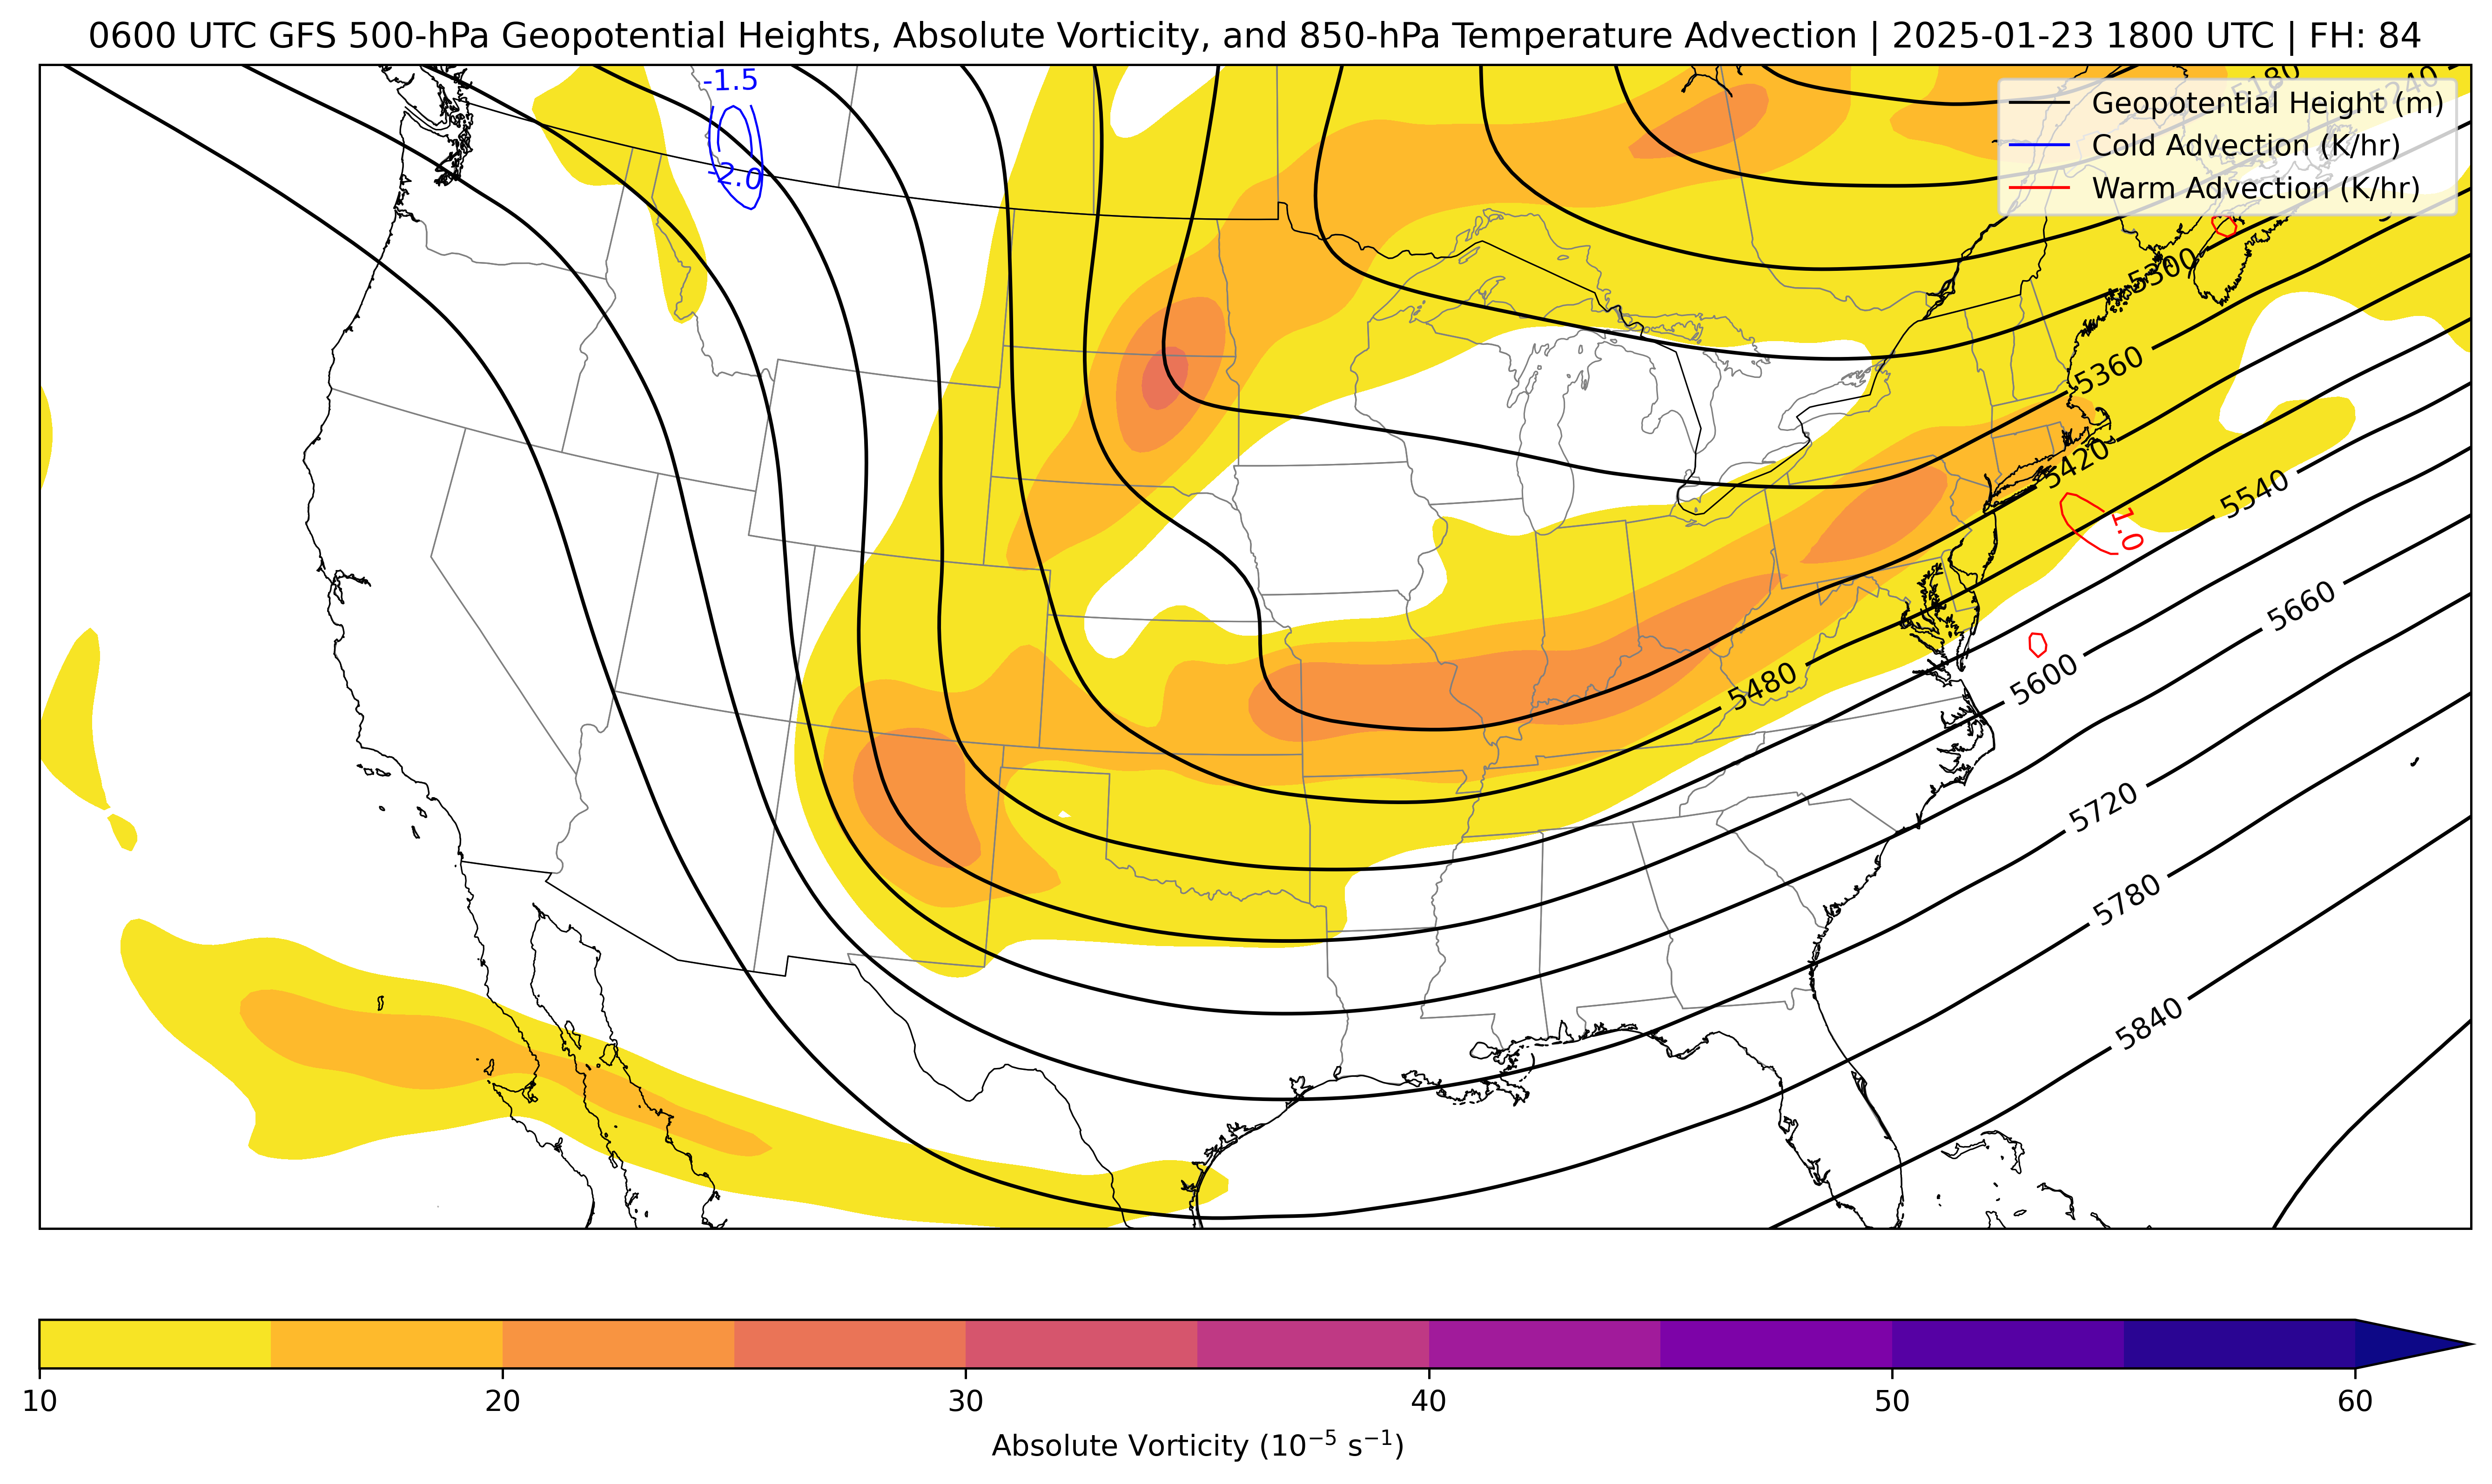 0600 UTC GFS 500-hPa Geopotential Heights, Absolute Vorticity, and 850-hPa Temperature Advection | 2025-01-23 1800 UTC | FH: 84
-1.5
-2.0
5180
5240
Geopotential Height (m)
Cold Advection (K/hr)
Warm Advection (K/hr)
5300
5360
5420
5540
1.0
5660
5480
5600
5720
5780
5840
10 20 30 40 50 60
Absolute Vorticity (10⁻⁵ s⁻¹)